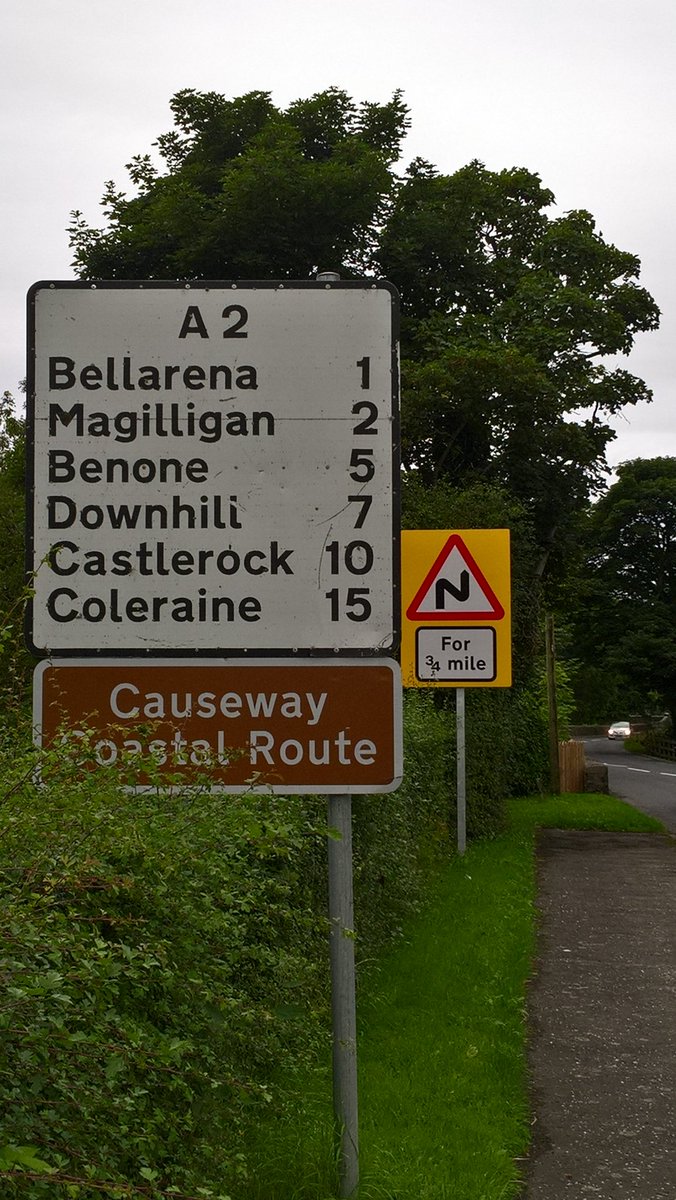 A 2
Bellarena 1
Magilligan 2
Benone 5
Downhill 7
Castlerock 10
Coleraine 15
Causeway
Coastal Route
For
3/4 mile